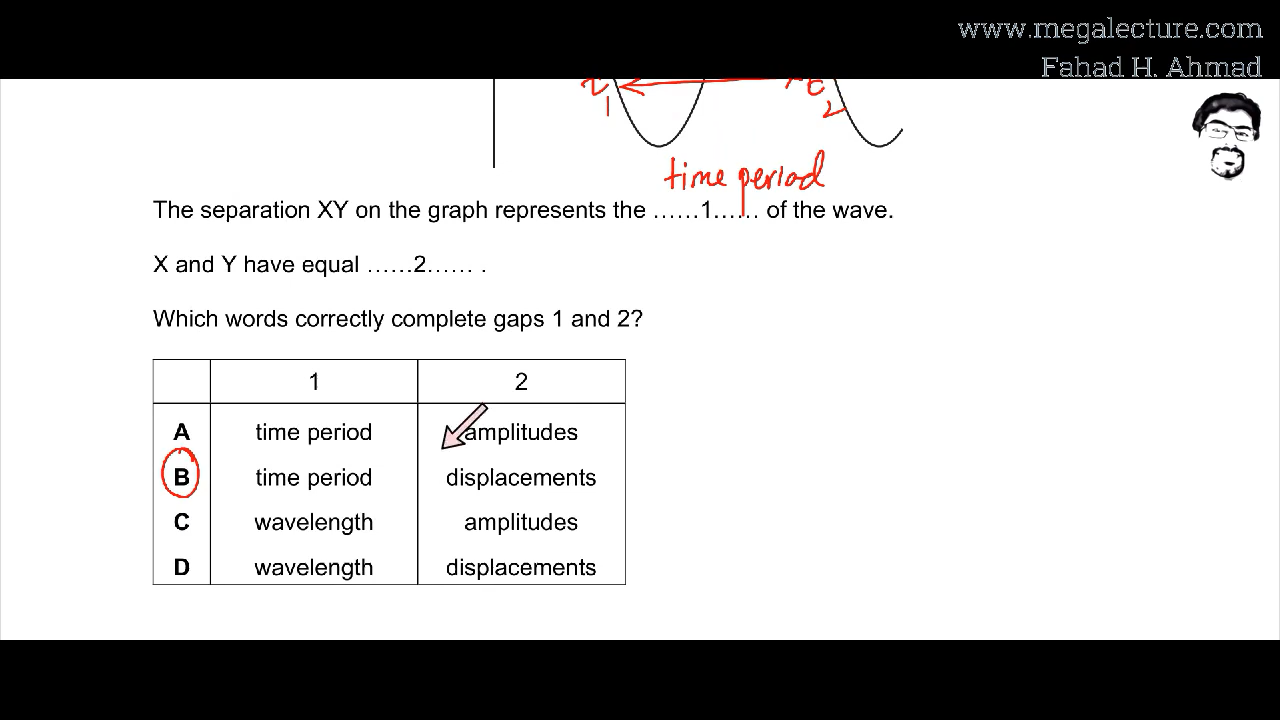 www.megalecture.com
Fahad H. Ahmad
1
2
time period
The separation XY on the graph represents the ......1...... of the wave.
X and Y have equal ......2...... .
Which words correctly complete gaps 1 and 2?
1 2
A time period amplitudes
B time period displacements
C wavelength amplitudes
D wavelength displacements